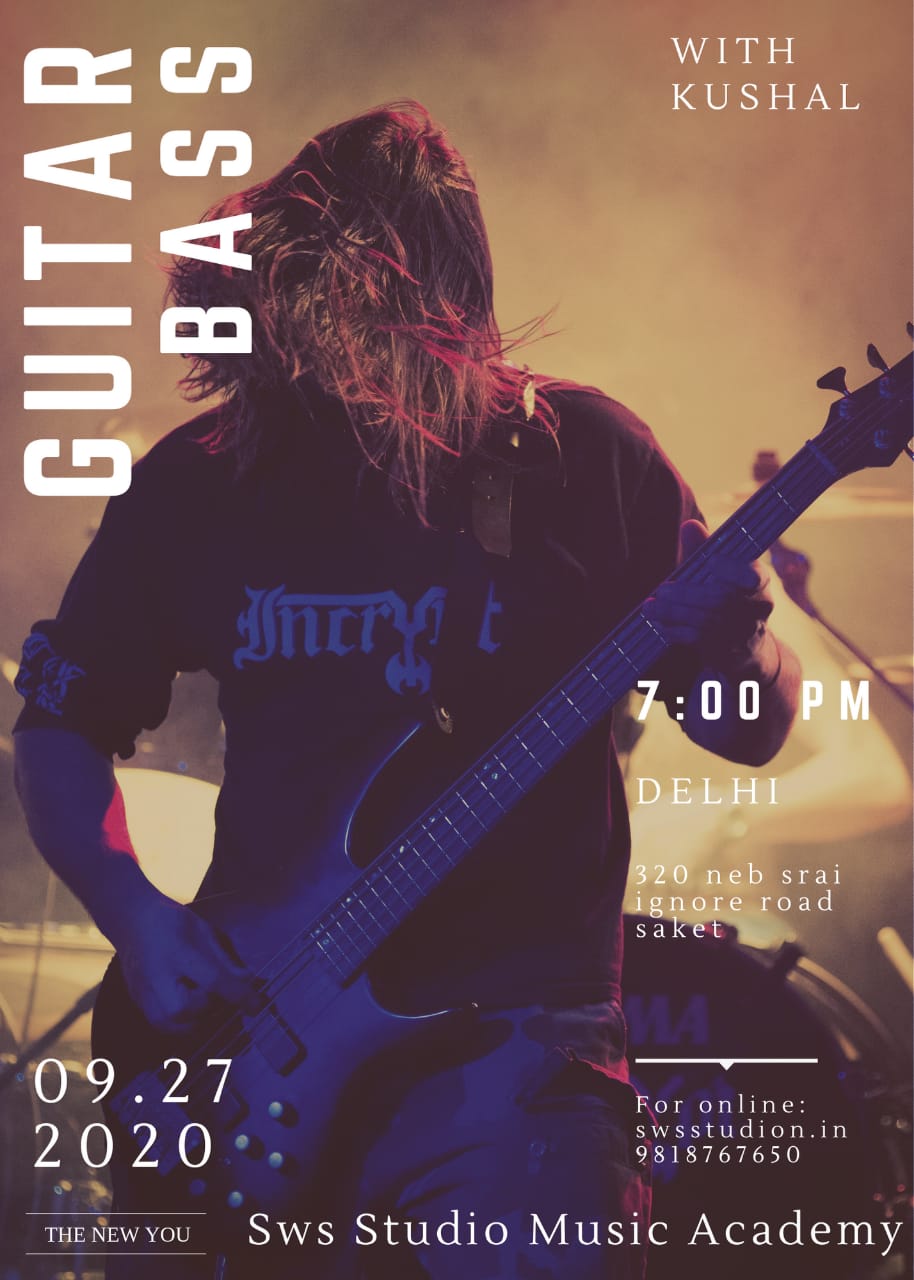 GUITAR
BASS
WITH
KUSHAL
7:00 PM
DELHI
320 neb srai
ignore road
saket
09.27
2020
For online:
swsstudion.in
9818767650
THE NEW YOU
Sws Studio Music Academy